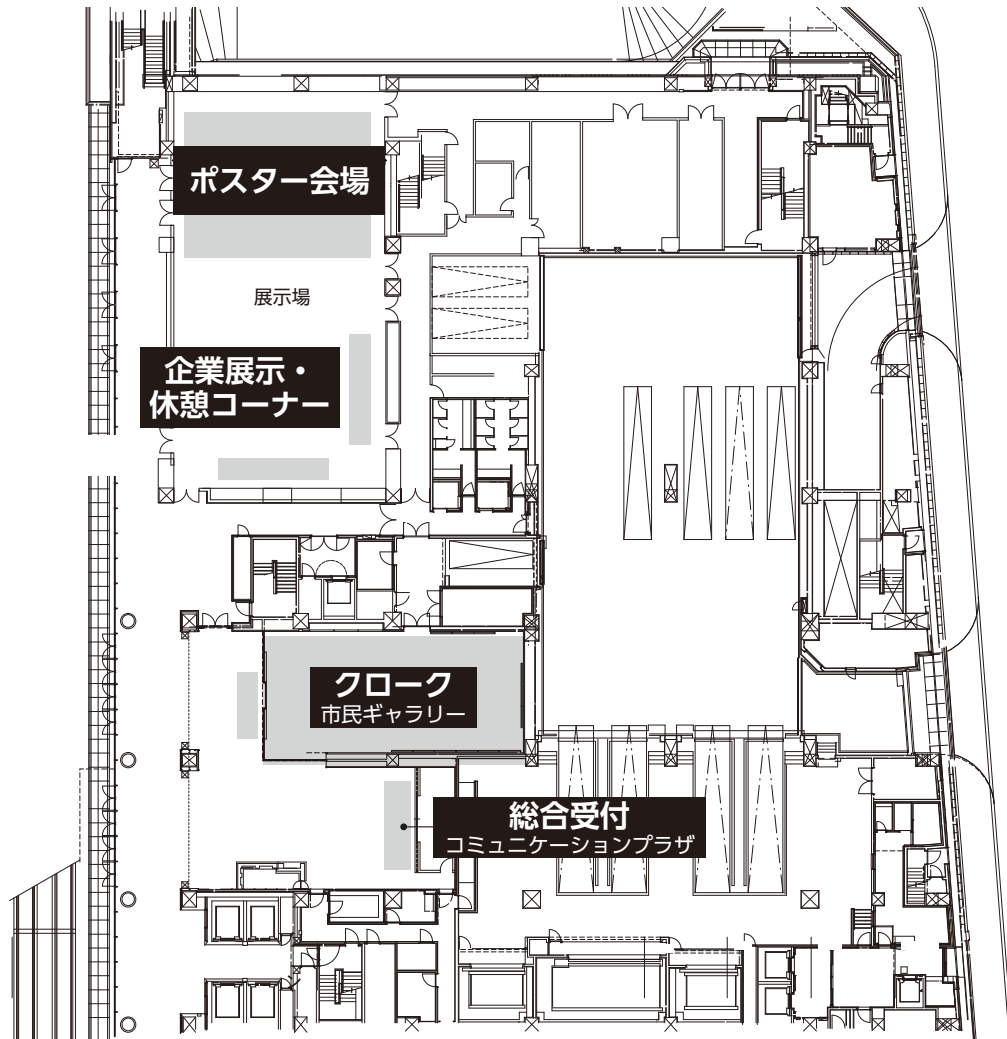 ポスター会場
展示場
企業展示・
休憩コーナー
クローク
市民ギャラリー
総合受付
コミュニケーションプラザ